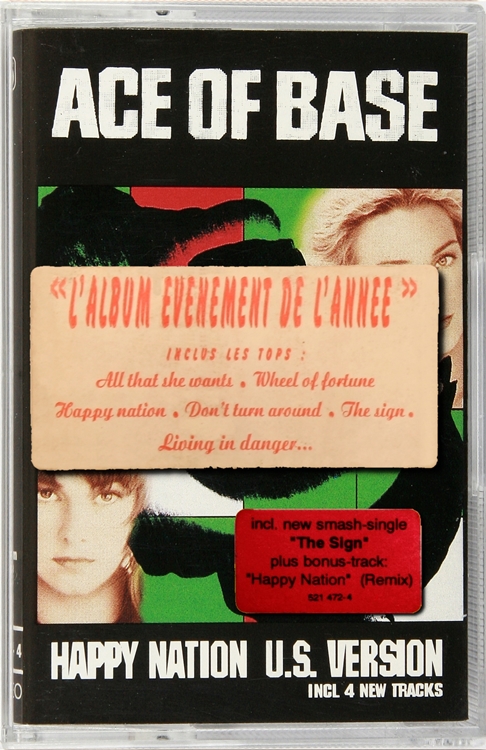 ACE OF BASE
"L'ALBUM EVENEMENT DE L'ANNEE"
INCLUS LES TOPS :
All that she wants . Wheel of fortune
Happy nation . Don't turn around . The sign .
Living in danger...
incl. new smash-single
"The Sign"
plus bonus-track:
"Happy Nation" (Remix)
521 472-4
HAPPY NATION U.S. VERSION
INCL 4 NEW TRACKS